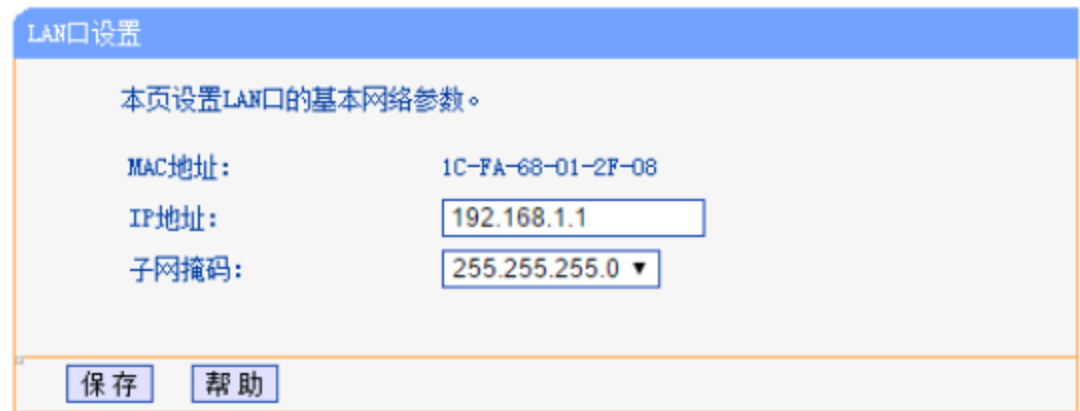 LAN口设置
本页设置LAN口的基本网络参数。
MAC地址: 1C-FA-68-01-2F-08
IP地址: 192.168.1.1
子网掩码: 255.255.255.0 ▼
保存 帮助